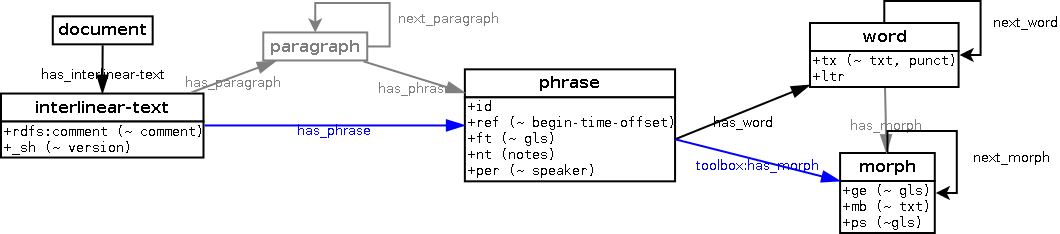 document
has_interlinear-text
interlinear-text
+rdfs:comment (~ comment)
+_sh (~ version)
has_paragraph
paragraph
next_paragraph
has_phrase
has_phrase
phrase
+id
+ref (~ begin-time-offset)
+ft (~ gls)
+nt (notes)
+per (~ speaker)
has_word
toolbox:has_morph
word
+tx (~ txt, punct)
+ltr
next_word
has_morph
morph
+ge (~ gls)
+mb (~ txt)
+ps (~gls)
next_morph